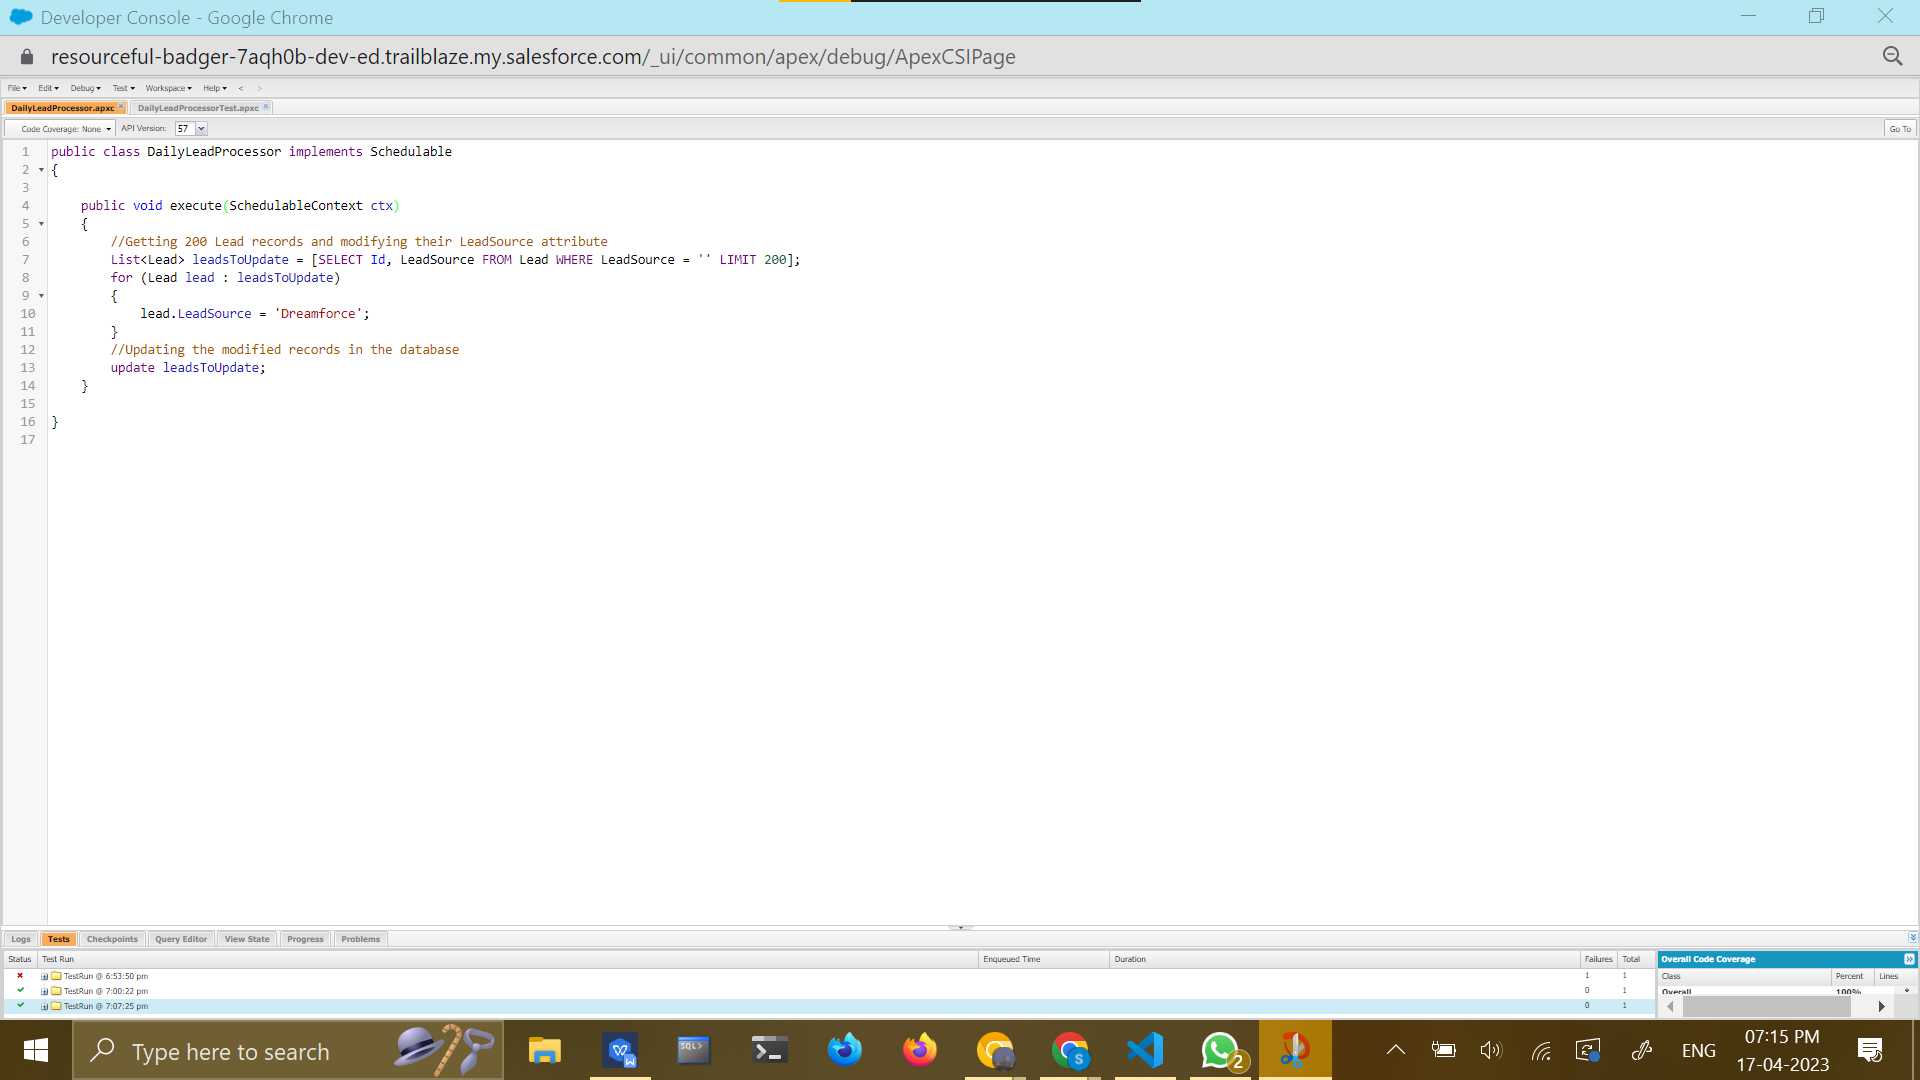 Developer Console - Google Chrome
resourceful-badger-7aqh0b-dev-ed.trailblaze.my.salesforce.com/_ui/common/apex/debug/ApexCSIPage
File Edit Debug Test Workspace Help < >
DailyLeadProcessor.apxc DailyLeadProcessorTest.apxc
Code Coverage: None API Version: 57 Go To
1 public class DailyLeadProcessor implements Schedulable
2 {
3
4 public void execute(SchedulableContext ctx)
5 {
6 //Getting 200 Lead records and modifying their LeadSource attribute
7 List<Lead> leadsToUpdate = [SELECT Id, LeadSource FROM Lead WHERE LeadSource = '' LIMIT 200];
8 for (Lead lead : leadsToUpdate)
9 {
10 lead.LeadSource = 'Dreamforce';
11 }
12 //Updating the modified records in the database
13 update leadsToUpdate;
14 }
15
16 }
17
Logs Tests Checkpoints Query Editor View State Progress Problems
Status Test Run Enqueued Time Duration Failures Total Overall Code Coverage
Class Percent Lines
TestRun @ 6:53:50 pm 1 1
TestRun @ 7:00:22 pm 0 1 Overall 100%
TestRun @ 7:07:25 pm 0 1
Type here to search
SQL>
W
S
2
ENG
07:15 PM
17-04-2023